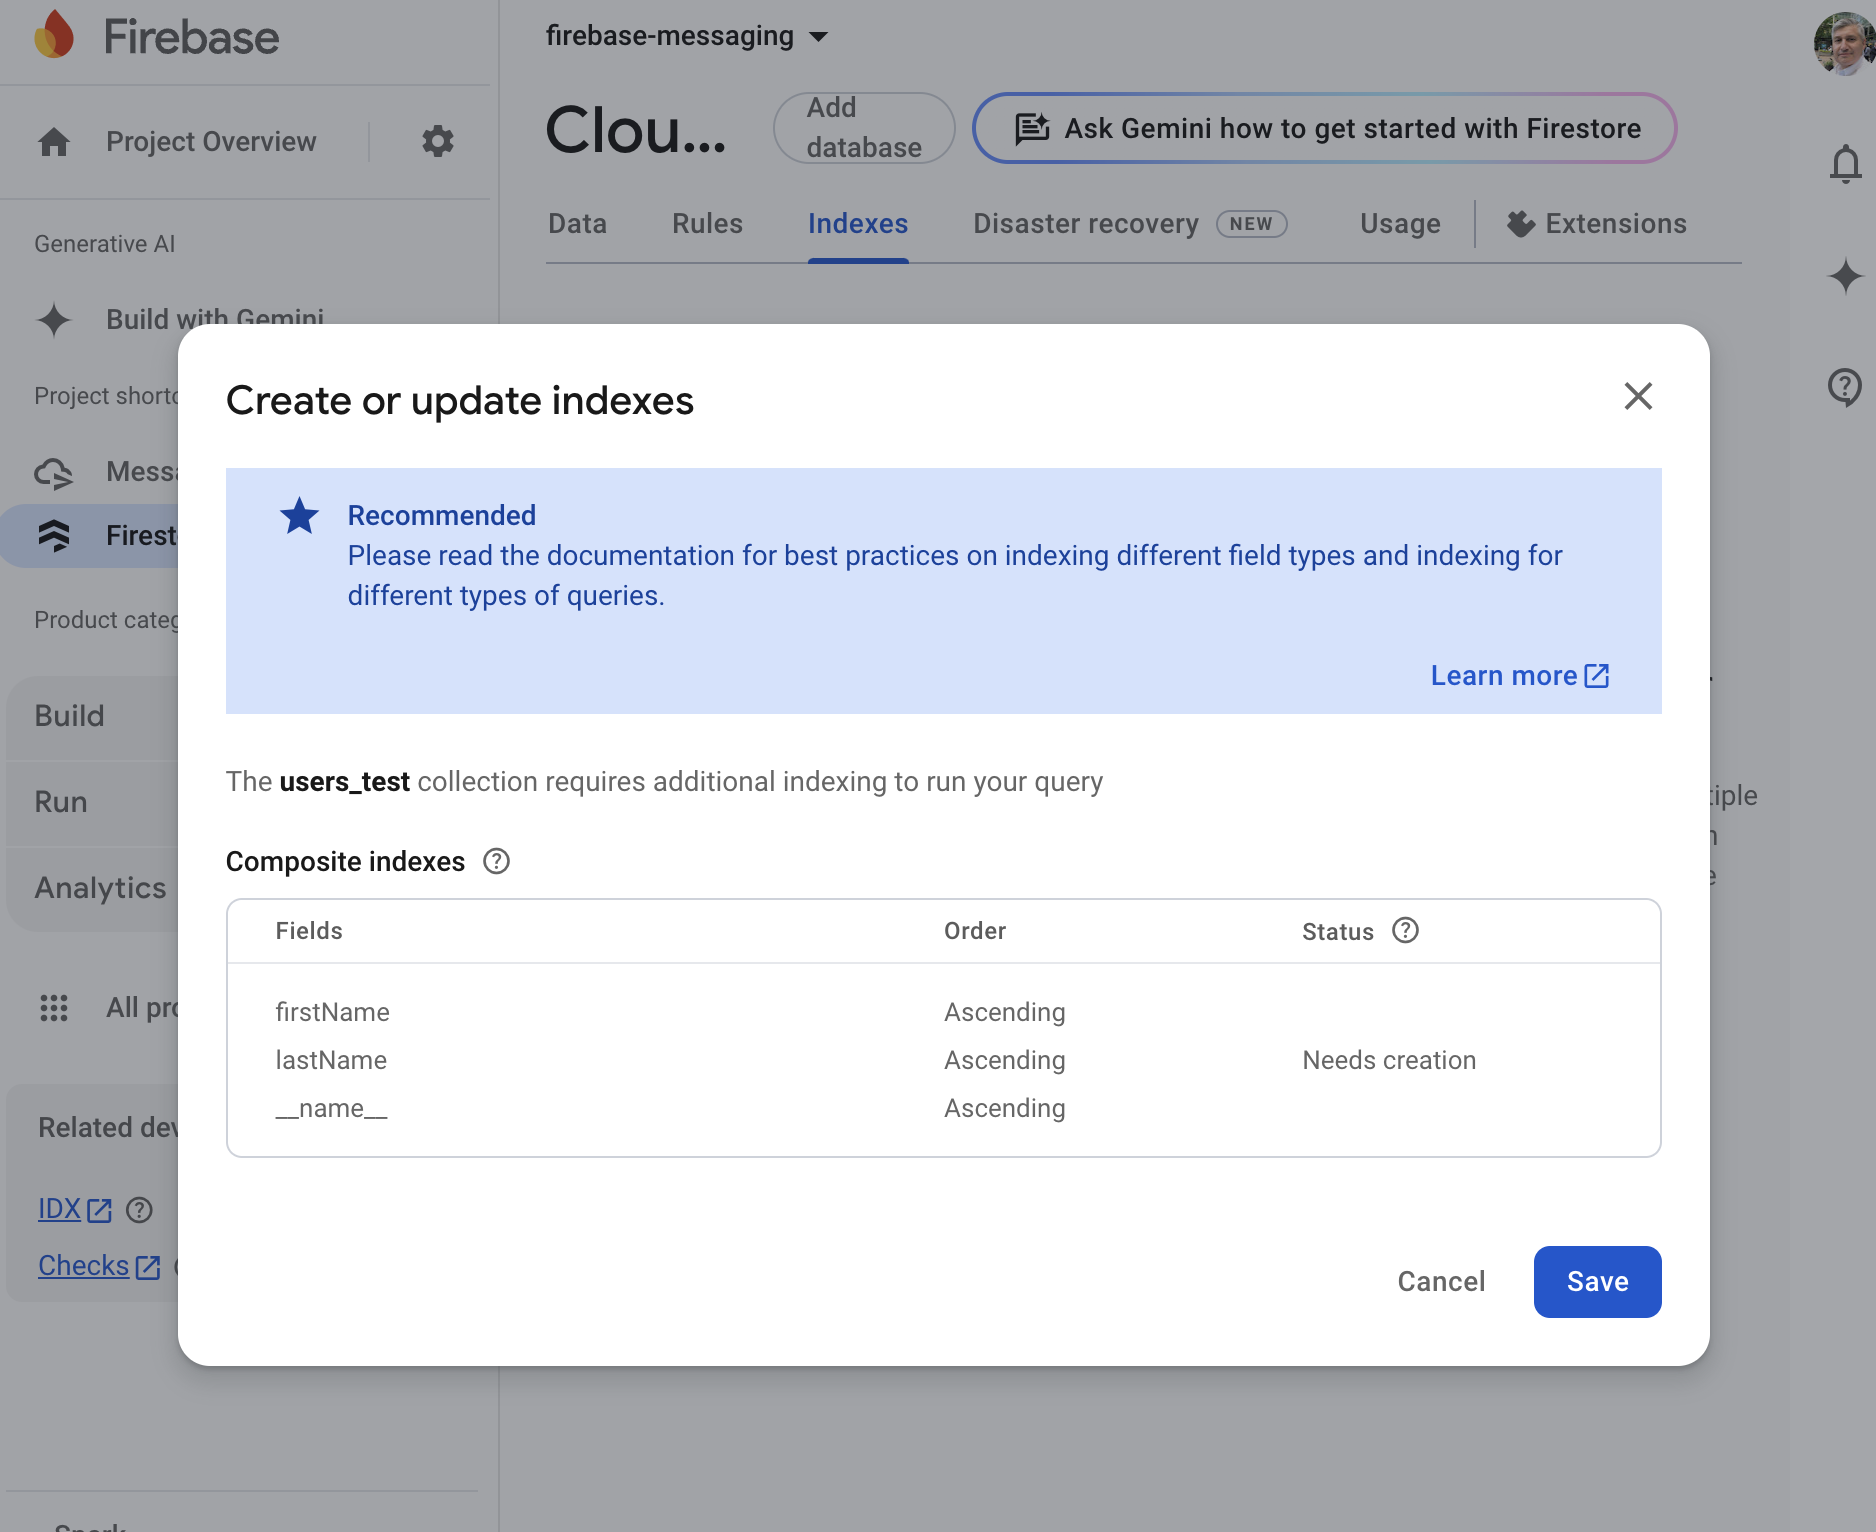 Firebase
firebase-messaging
Project Overview
Clou...
Add
database
Ask Gemini how to get started with Firestore
Data Rules Indexes Disaster recovery NEW Usage Extensions
Generative AI
Build with Gemini
Project shortc
Messa
Firest
Product categ
Build
Run
Analytics
All pro
Related dev
IDX
Checks
Create or update indexes
Recommended
Please read the documentation for best practices on indexing different field types and indexing for
different types of queries.
Learn more
The users_test collection requires additional indexing to run your query
Composite indexes
Fields Order Status
firstName Ascending
lastName Ascending Needs creation
__name__ Ascending
Cancel Save
tiple
Spark